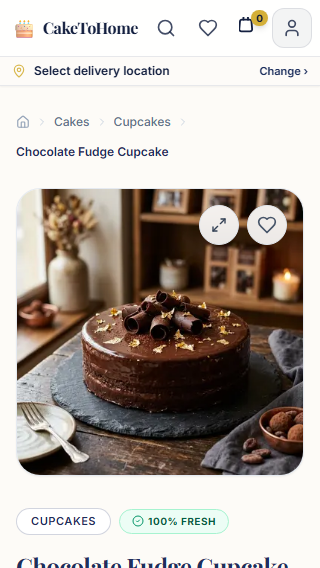 CakeToHome
0
Select delivery location
Change ›
Cakes
Cupcakes
Chocolate Fudge Cupcake
CUPCAKES
100% FRESH
Chocolate Fudge Cupcake